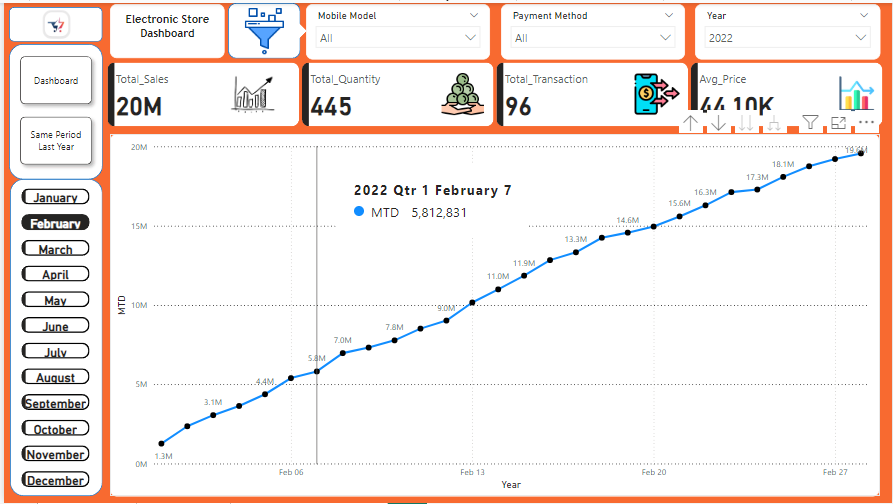 Electronic Store
Dashboard
Mobile Model
All
Payment Method
All
Year
2022
Dashboard
Same Period
Last Year
Total_Sales
20M
Total_Quantity
445
Total_Transaction
96
Avg_Price
44.10K
January
February
March
April
May
June
July
August
September
October
November
December
2022 Qtr 1 February 7
MTD 5,812,831
MTD
20M
15M
10M
5M
0M
1.3M
3.1M
4.4M
5.8M
7.0M
7.8M
9.0M
11.0M
11.9M
13.3M
14.6M
15.6M
16.3M
17.3M
18.1M
19.6M
Feb 06
Feb 13
Feb 20
Feb 27
Year